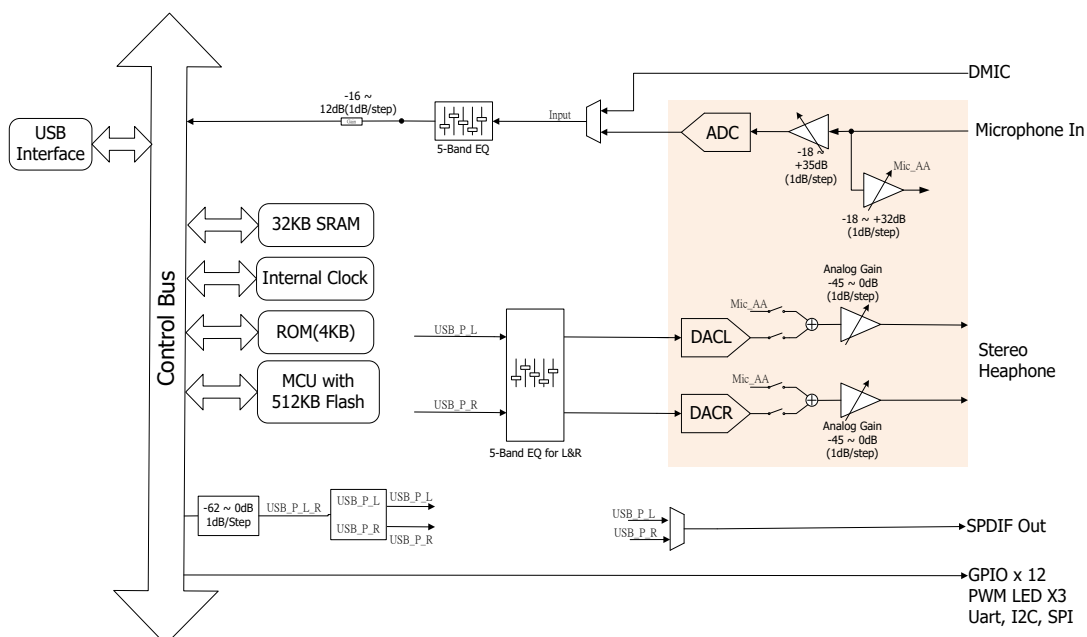 DMIC
-16 ~
12dB(1dB/step)
Gain
5-Band EQ
Input
ADC
-18 ~
+35dB
(1dB/step)
Microphone In
Mic_AA
-18 ~ +32dB
(1dB/step)
USB
Interface
Control Bus
32KB SRAM
Internal Clock
ROM(4KB)
MCU with
512KB Flash
USB_P_L
USB_P_R
5-Band EQ for L&R
DACL
Mic_AA
Analog Gain
-45 ~ 0dB
(1dB/step)
DACR
Mic_AA
Analog Gain
-45 ~ 0dB
(1dB/step)
Stereo
Heaphone
-62 ~ 0dB
1dB/Step
USB_P_L_R
USB_P_L
USB_P_R
USB_P_L
USB_P_R
USB_P_L
USB_P_R
SPDIF Out
GPIO x 12
PWM LED X3
Uart, I2C, SPI